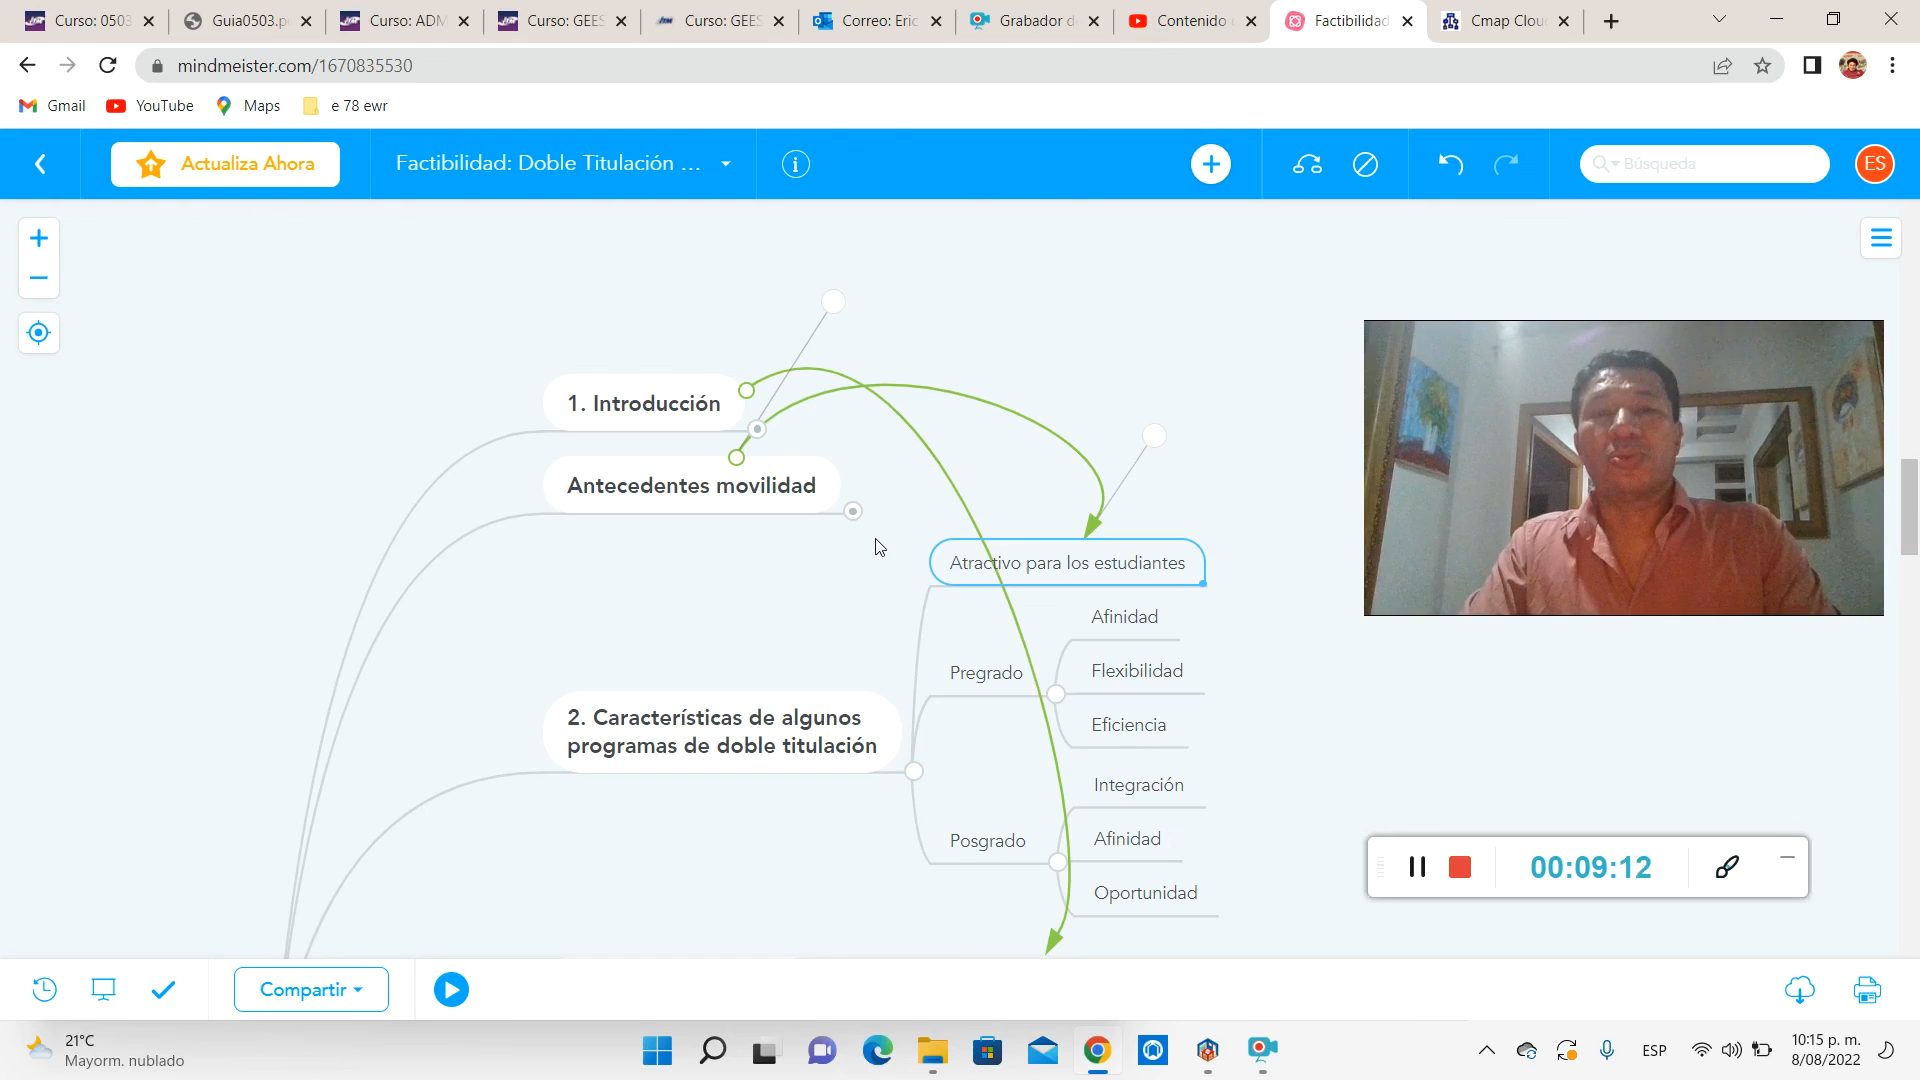 Curso: 0503
Guia0503.p
Curso: ADM
Curso: GEES
Curso: GEES
Correo: Eric
Grabador d
Contenido
Factibilidad
Cmap Clou
mindmeister.com/1670835530
Gmail
YouTube
Maps
e 78 ewr
Actualiza Ahora
Factibilidad: Doble Titulación ...
Búsqueda
ES
1. Introducción
Antecedentes movilidad
Atractivo para los estudiantes
Afinidad
Pregrado
Flexibilidad
Eficiencia
2. Características de algunos
programas de doble titulación
Integración
Posgrado
Afinidad
Oportunidad
00:09:12
Compartir
21°C
Mayorm. nublado
ESP
10:15 p. m.
8/08/2022